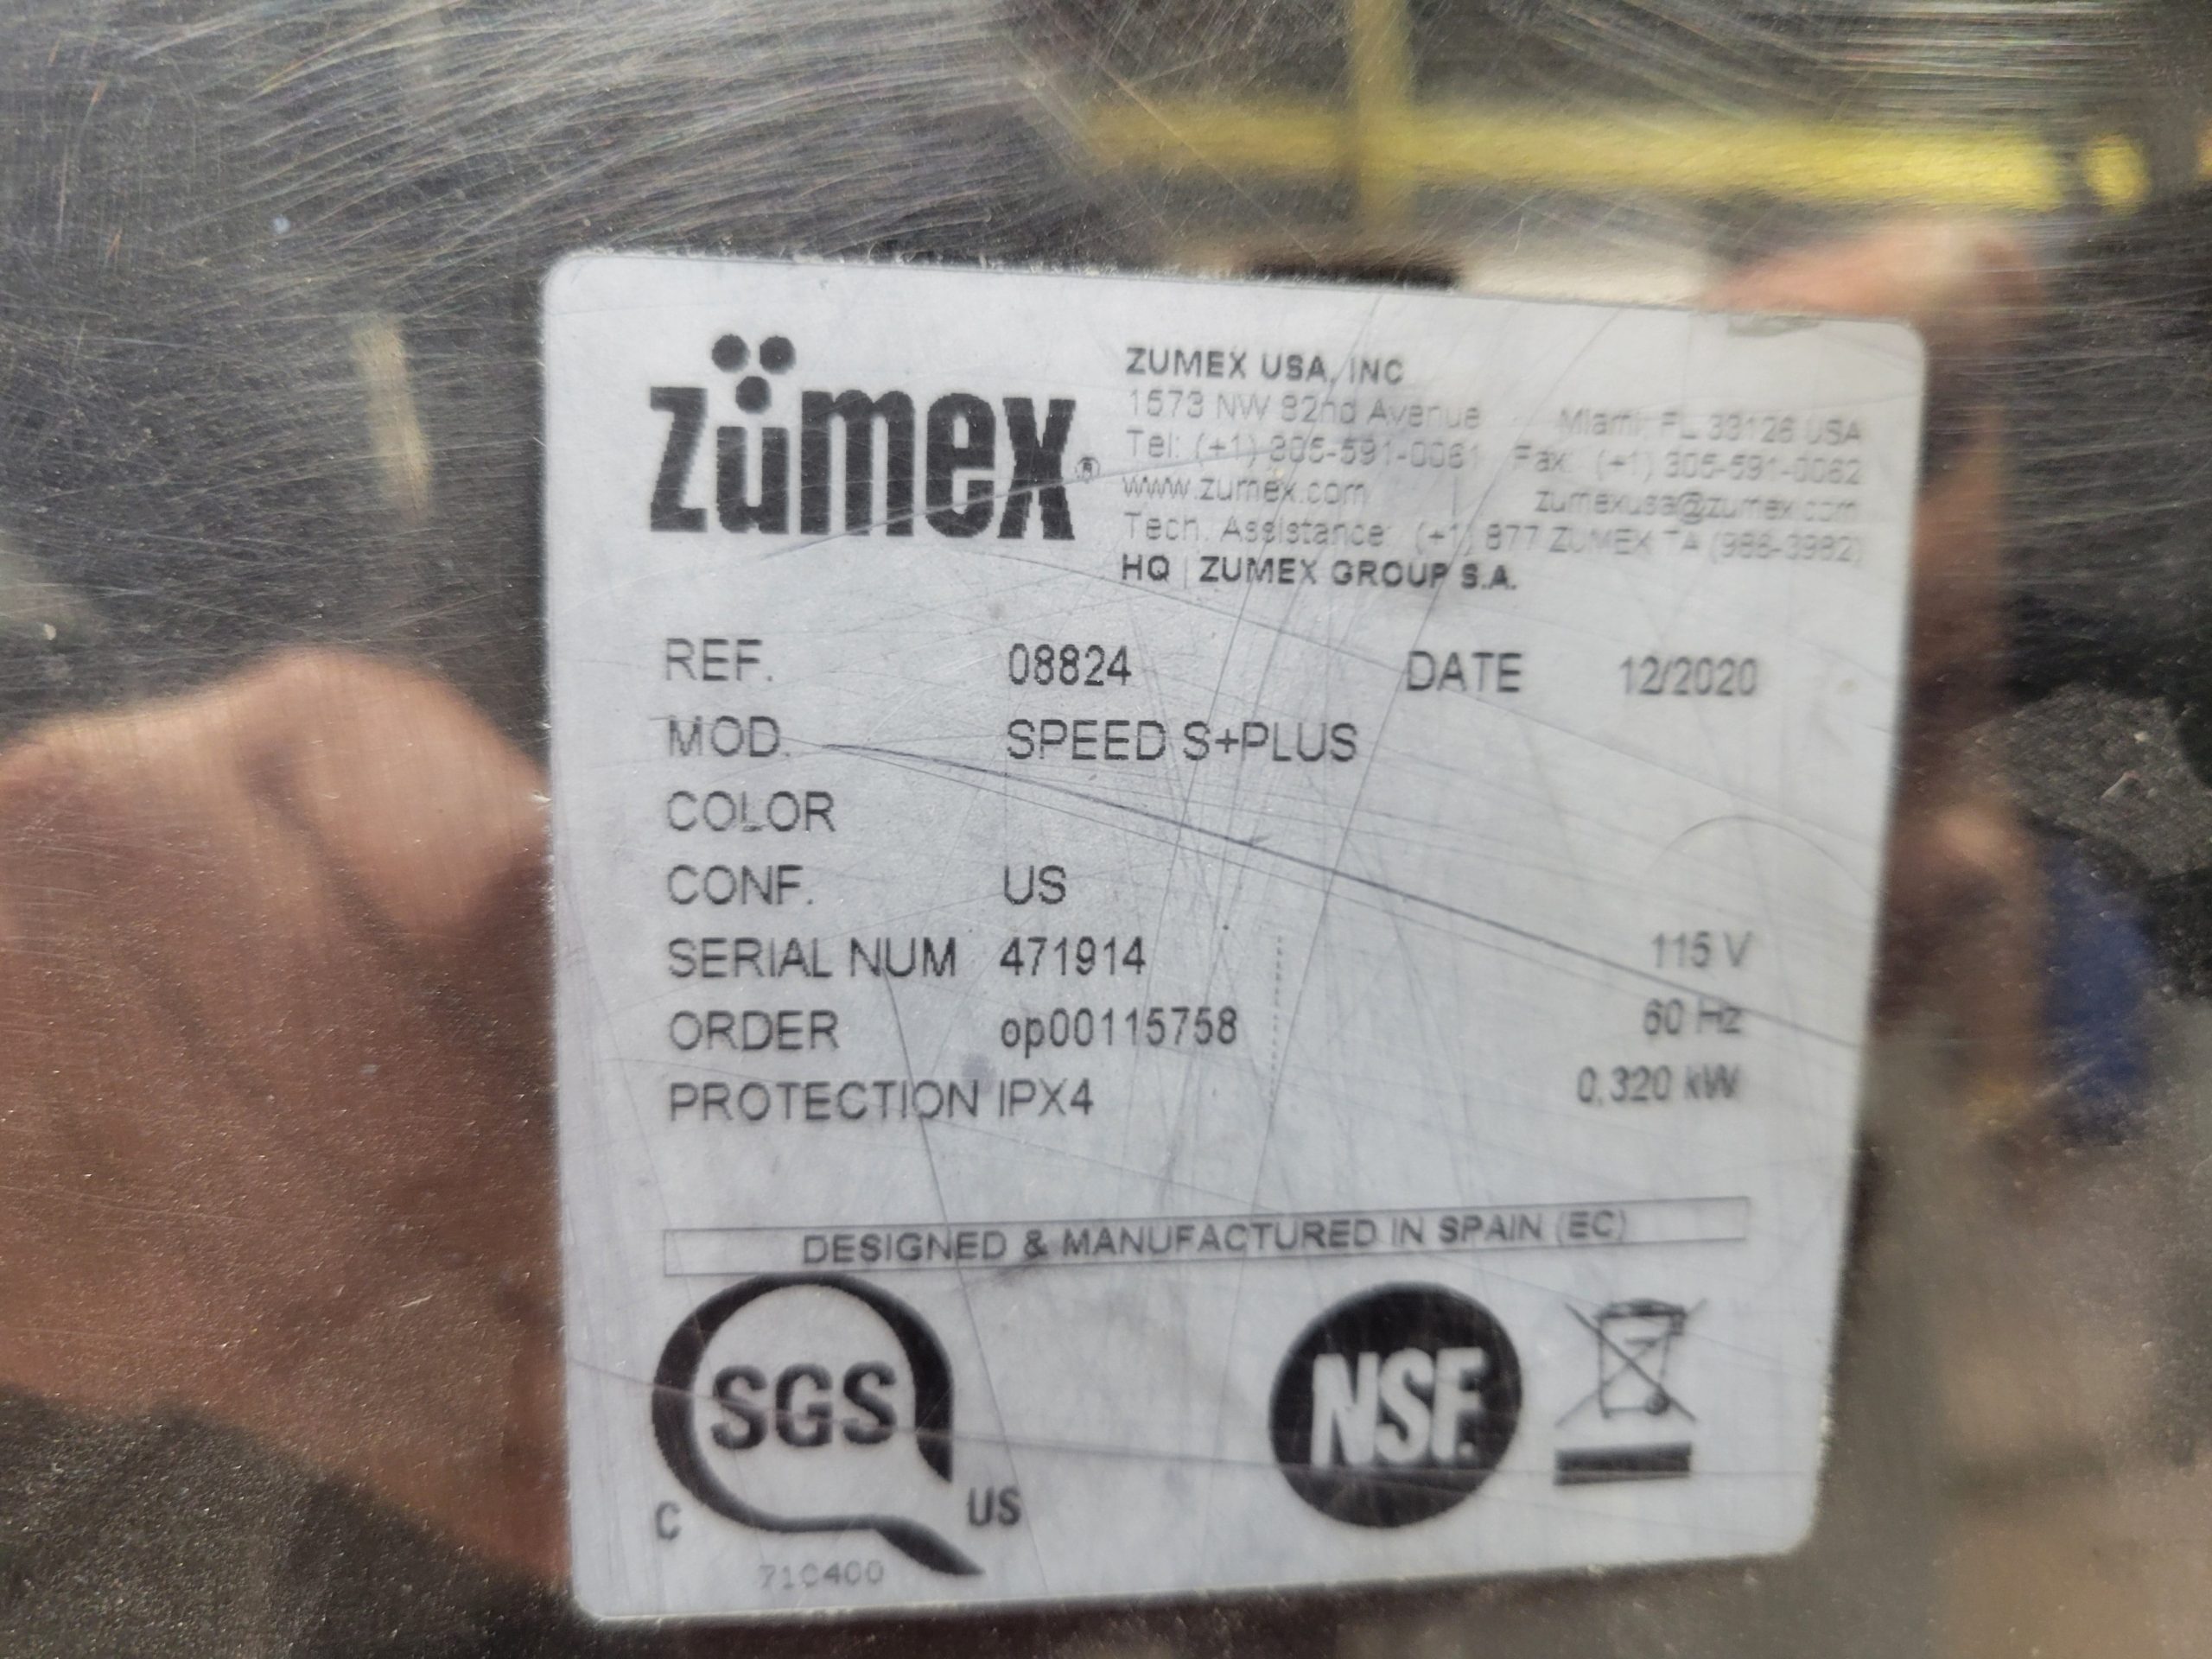 zümex®
ZUMEX USA, INC
1573 NW 82nd Avenue Miami, FL 33126 USA
Tel: (+1) 305-591-0061 Fax: (+1) 305-591-0062
www.zumex.com zumexusa@zumex.com
Tech. Assistance: (+1) 877 ZUMEX TA (986-3982)
HQ | ZUMEX GROUP S.A.
REF. 08824 DATE 12/2020
MOD. SPEED S+PLUS
COLOR
CONF. US
SERIAL NUM 471914 115 V
ORDER op00115758 60 Hz
PROTECTION IPX4 0,320 kW
DESIGNED & MANUFACTURED IN SPAIN (EC)
SGS
NSF.
C US
710400